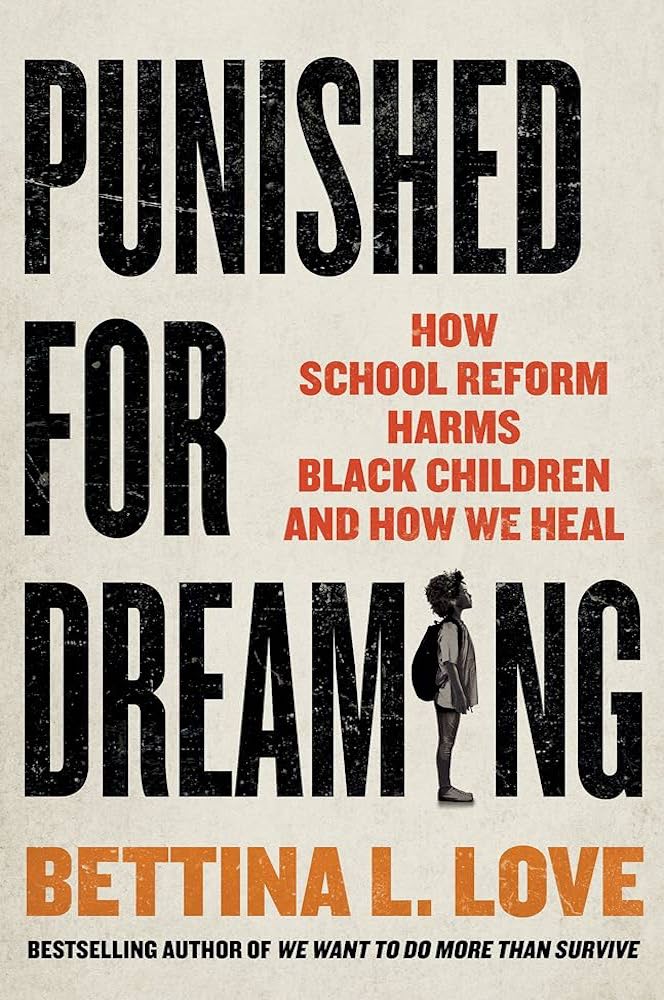 PUNISHED
FOR
HOW
SCHOOL REFORM
HARMS
BLACK CHILDREN
AND HOW WE HEAL
DREAMING
BETTINA L. LOVE
BESTSELLING AUTHOR OF WE WANT TO DO MORE THAN SURVIVE